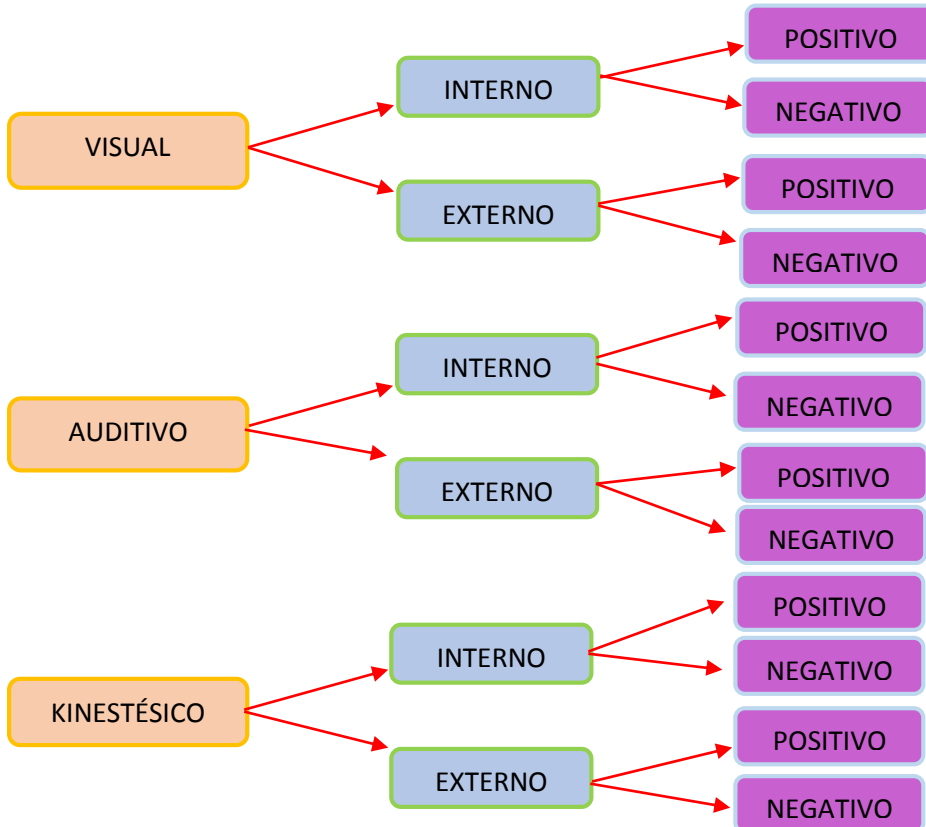 VISUAL
INTERNO
POSITIVO
NEGATIVO
EXTERNO
POSITIVO
NEGATIVO
AUDITIVO
INTERNO
POSITIVO
NEGATIVO
EXTERNO
POSITIVO
NEGATIVO
KINESTÉSICO
INTERNO
POSITIVO
NEGATIVO
EXTERNO
POSITIVO
NEGATIVO